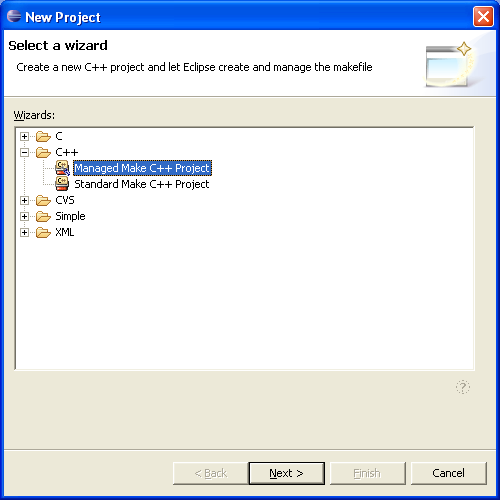 New Project
Select a wizard
Create a new C++ project and let Eclipse create and manage the makefile
Wizards:
C
C++
Managed Make C++ Project
Standard Make C++ Project
CVS
Simple
XML
?
< Back Next > Finish Cancel